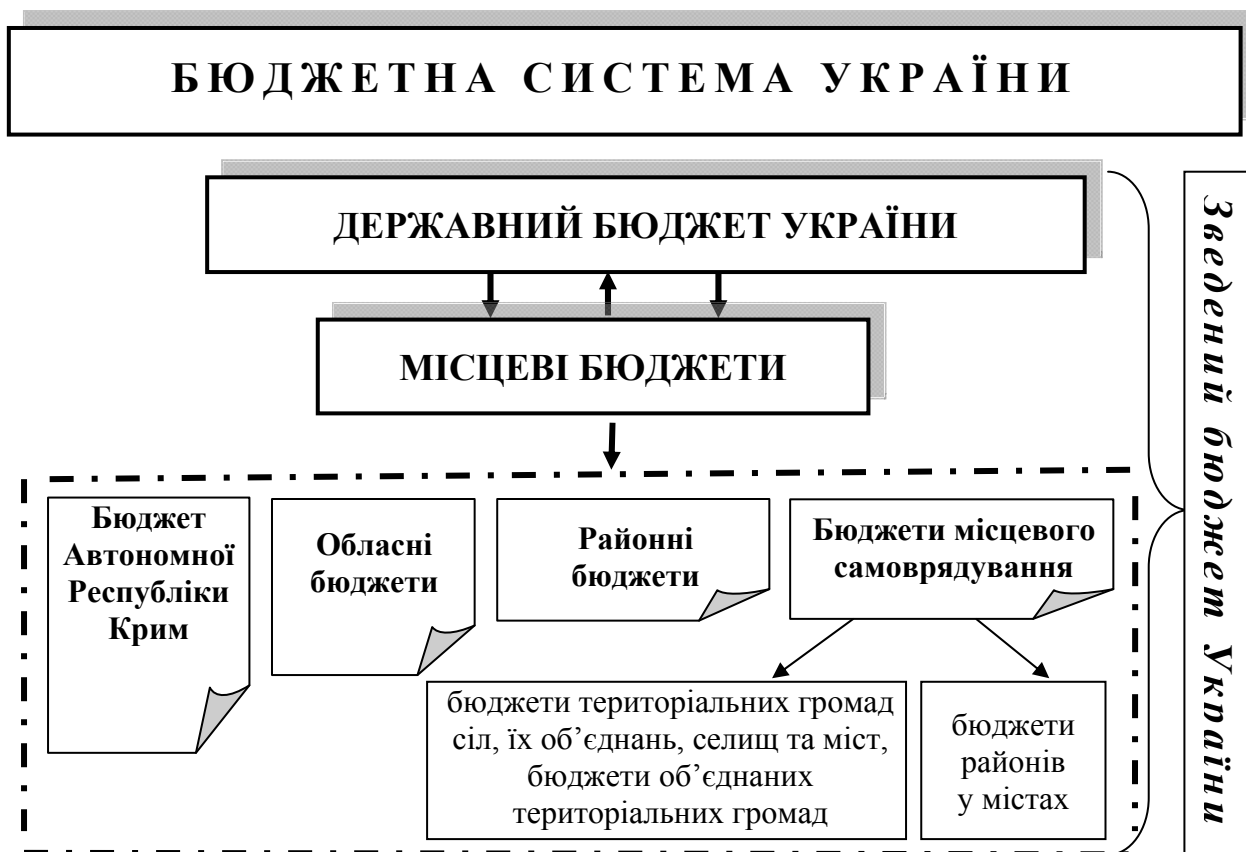 БЮДЖЕТНА СИСТЕМА УКРАЇНИ
ДЕРЖАВНИЙ БЮДЖЕТ УКРАЇНИ
МІСЦЕВІ БЮДЖЕТИ
Бюджет
Автономної
Республіки
Крим
Обласні
бюджети
Районні
бюджети
Бюджети місцевого
самоврядування
бюджети територіальних громад
сіл, їх об’єднань, селищ та міст,
бюджети об’єднаних
територіальних громад
бюджети
районів
у містах
Зведений бюджет України